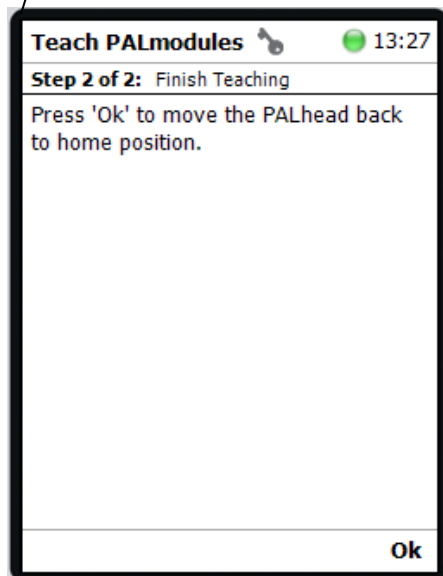 Teach PALmodules 13:27
Step 2 of 2: Finish Teaching
Press 'Ok' to move the PALhead back
to home position.
Ok